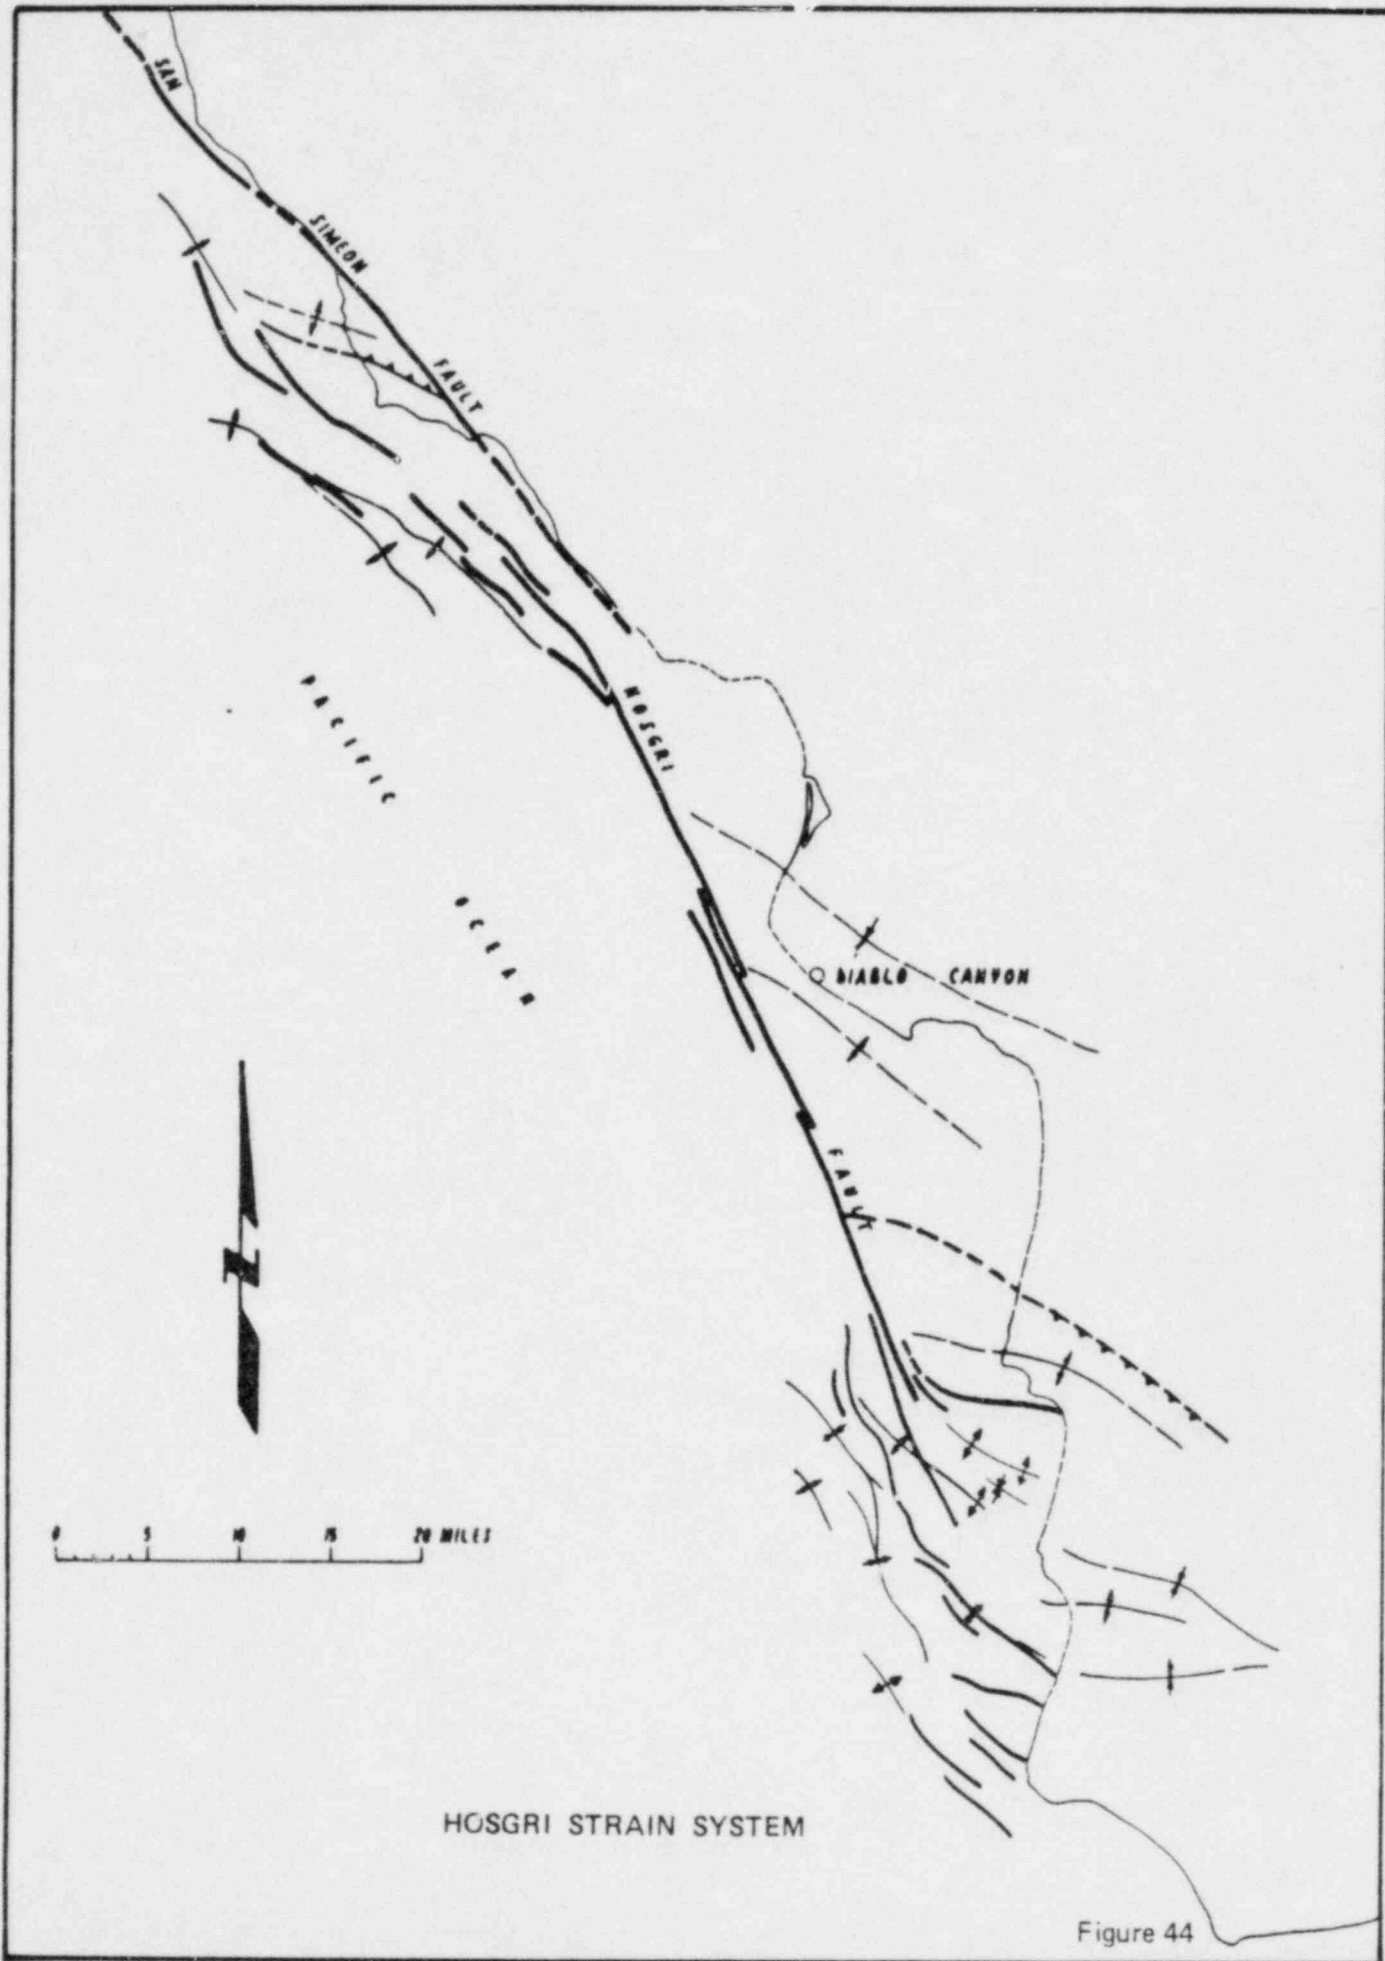 SAN
SIMEON
FAULT
HOSGRI
PACIFIC
OCEAN
DIABLO CANYON
FAULT
N
0 5 10 15 20 MILES
HOSGRI STRAIN SYSTEM
Figure 44